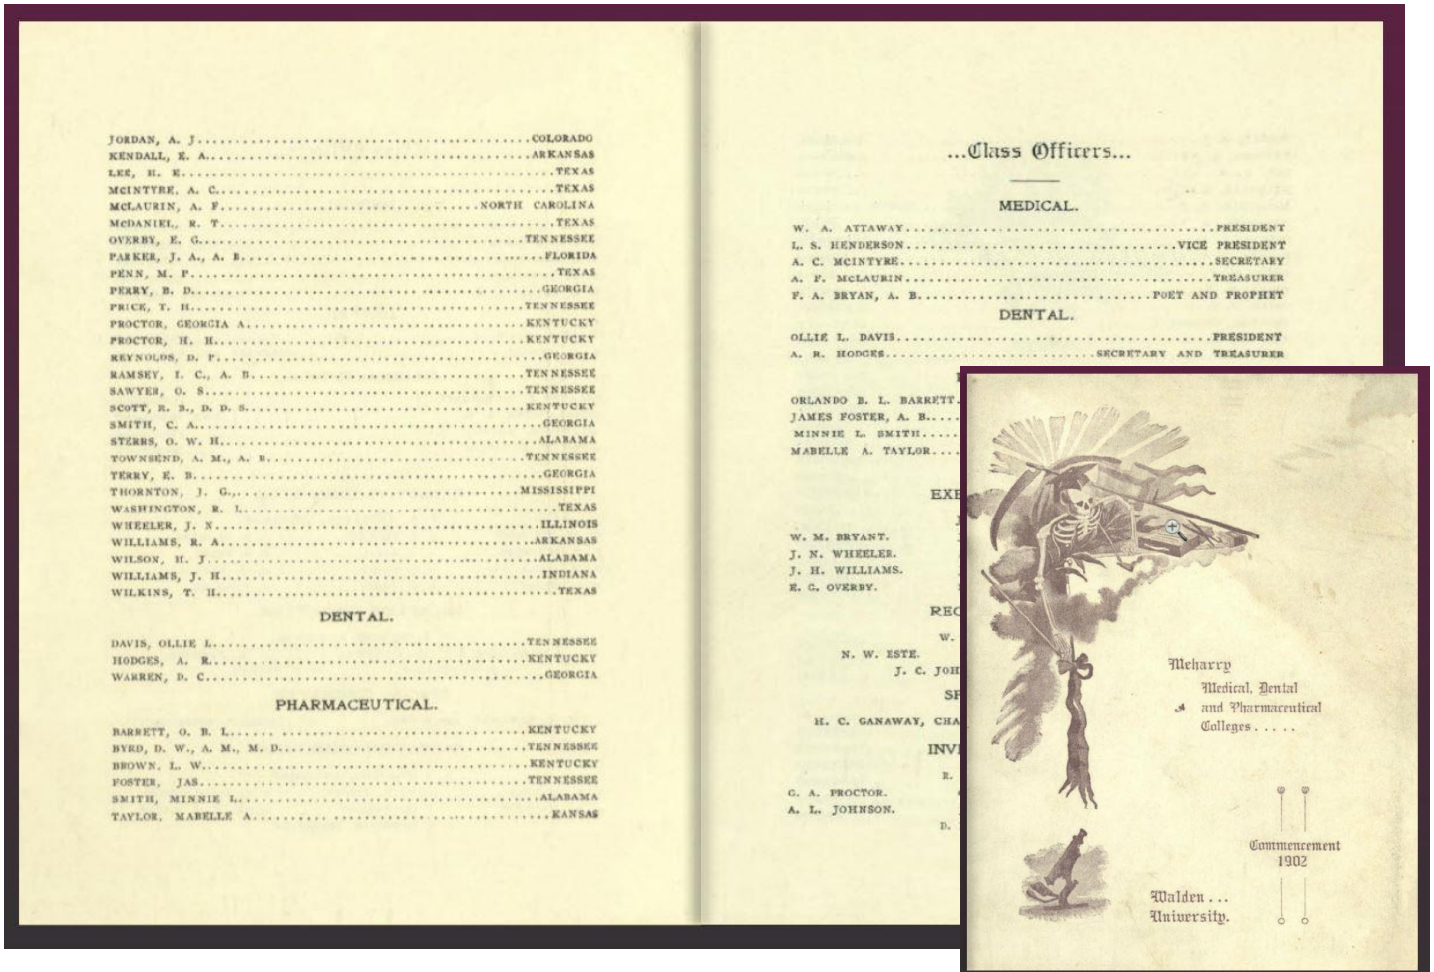 JORDAN, A. J. COLORADO
KENDALL, E. A. ARKANSAS
LEE, H. E. TEXAS
McINTYRE, A. C. TEXAS
McLAURIN, A. F. NORTH CAROLINA
McDANIEL, R. T. TEXAS
OVERBY, E. G. TENNESSEE
PARKER, J. A., A. B. FLORIDA
PENN, M. P. TEXAS
PERRY, B. D. GEORGIA
PRICE, T. H. TENNESSEE
PROCTOR, GEORGIA A. KENTUCKY
PROCTOR, H. H. KENTUCKY
REYNOLDS, D. P. GEORGIA
RAMSEY, I. C., A. B. TENNESSEE
SAWYER, O. S. TENNESSEE
SCOTT, R. B., D. D. S. KENTUCKY
SMITH, C. A. GEORGIA
STERRS, O. W. H. ALABAMA
TOWNSEND, A. M., A. B. TENNESSEE
TERRY, E. B. GEORGIA
THORNTON, J. G., MISSISSIPPI
WASHINGTON, R. L. TEXAS
WHEELER, J. N. ILLINOIS
WILLIAMS, R. A. ARKANSAS
WILSON, H. J. ALABAMA
WILLIAMS, J. H. INDIANA
WILKINS, T. H. TEXAS
DENTAL.
DAVIS, OLLIE L. TENNESSEE
HODGES, A. R. KENTUCKY
WARREN, D. C. GEORGIA
PHARMACEUTICAL.
BARRETT, O. B. L. KENTUCKY
BYRD, D. W., A. M., M. D. TENNESSEE
BROWN, L. W. KENTUCKY
FOSTER, JAS. TENNESSEE
SMITH, MINNIE L. ALABAMA
TAYLOR, MABELLE A. KANSAS
...Class Officers...
MEDICAL.
W. A. ATTAWAY PRESIDENT
L. S. HENDERSON VICE PRESIDENT
A. C. McINTYRE SECRETARY
A. F. McLAURIN TREASURER
F. A. BRYAN, A. B. POET AND PROPHET
DENTAL.
OLLIE L. DAVIS PRESIDENT
A. R. HODGES SECRETARY AND TREASURER
ORLANDO B. L. BARRETT
JAMES FOSTER, A. B.
MINNIE L. SMITH
MABELLE A. TAYLOR
EXE
W. M. BRYANT.
J. N. WHEELER.
J. H. WILLIAMS.
E. G. OVERBY.
REC
W.
N. W. ESTE.
J. C. JOH
SP
H. C. GANAWAY, CHA
INVI
R.
G. A. PROCTOR.
A. L. JOHNSON.
D.
Meharry
Medical, Dental
and Pharmaceutical
Colleges . . . . .
Commencement
1902
Walden ...
University.